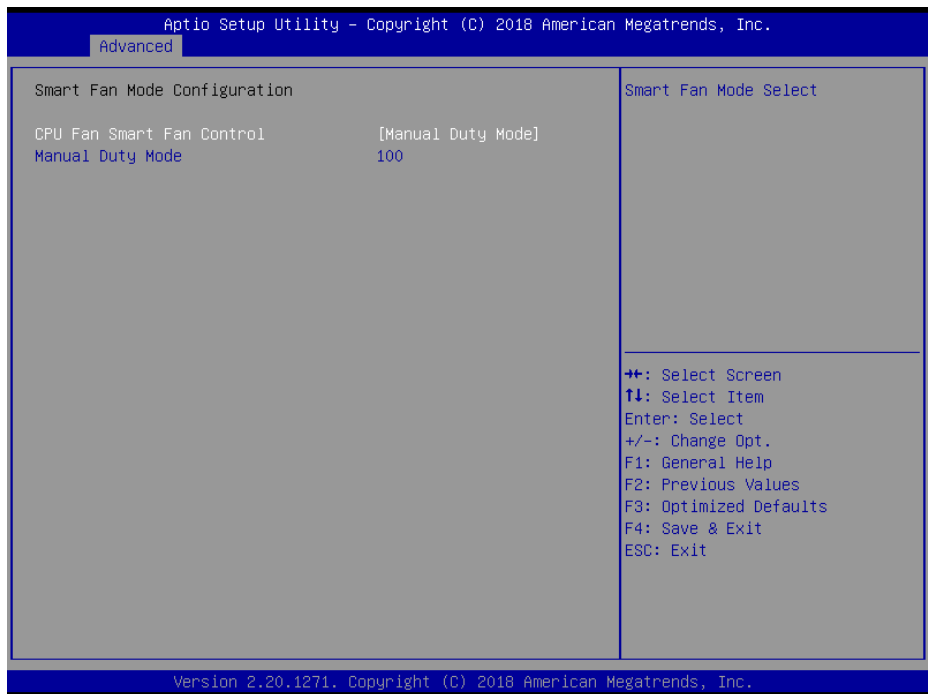 Aptio Setup Utility – Copyright (C) 2018 American Megatrends, Inc.
Advanced
Smart Fan Mode Configuration
CPU Fan Smart Fan Control [Manual Duty Mode]
Manual Duty Mode 100
Smart Fan Mode Select
→←: Select Screen
↑↓: Select Item
Enter: Select
+/-: Change Opt.
F1: General Help
F2: Previous Values
F3: Optimized Defaults
F4: Save & Exit
ESC: Exit
Version 2.20.1271. Copyright (C) 2018 American Megatrends, Inc.